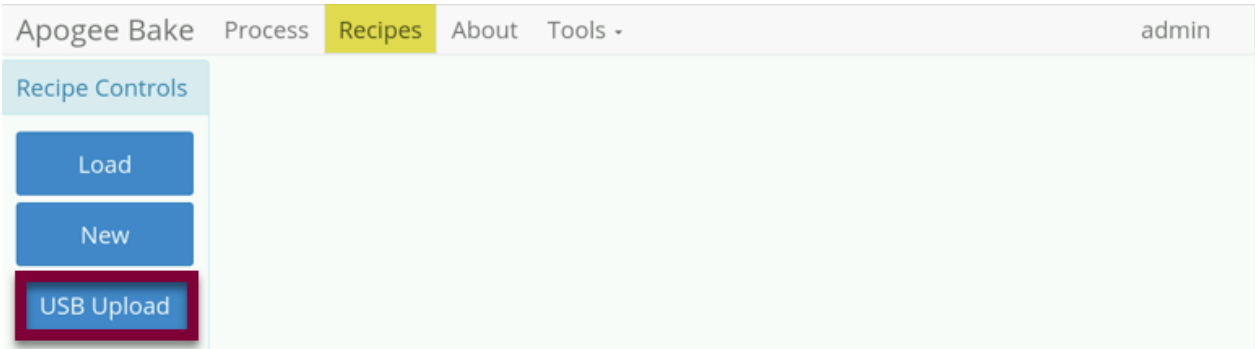 Apogee Bake Process Recipes About Tools admin
Recipe Controls
Load
New
USB Upload